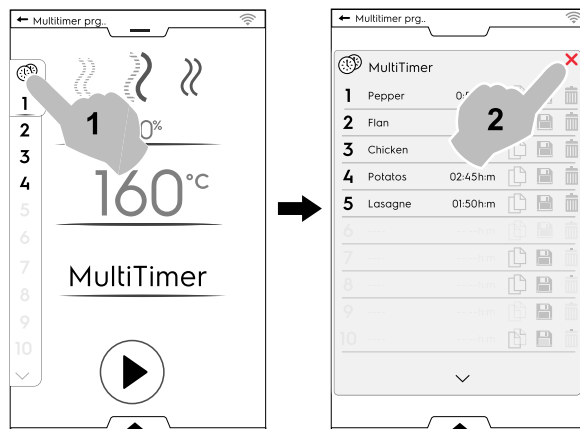 Multitimer prg..
1
2
3
4
5
6
7
8
9
10
1
0%
160°C
MultiTimer
Multitimer prg..
MultiTimer
1 Pepper
2 Flan
3 Chicken
4 Potatos 02:45h:m
5 Lasagne 01:50h:m
6
7
8
9
10
2